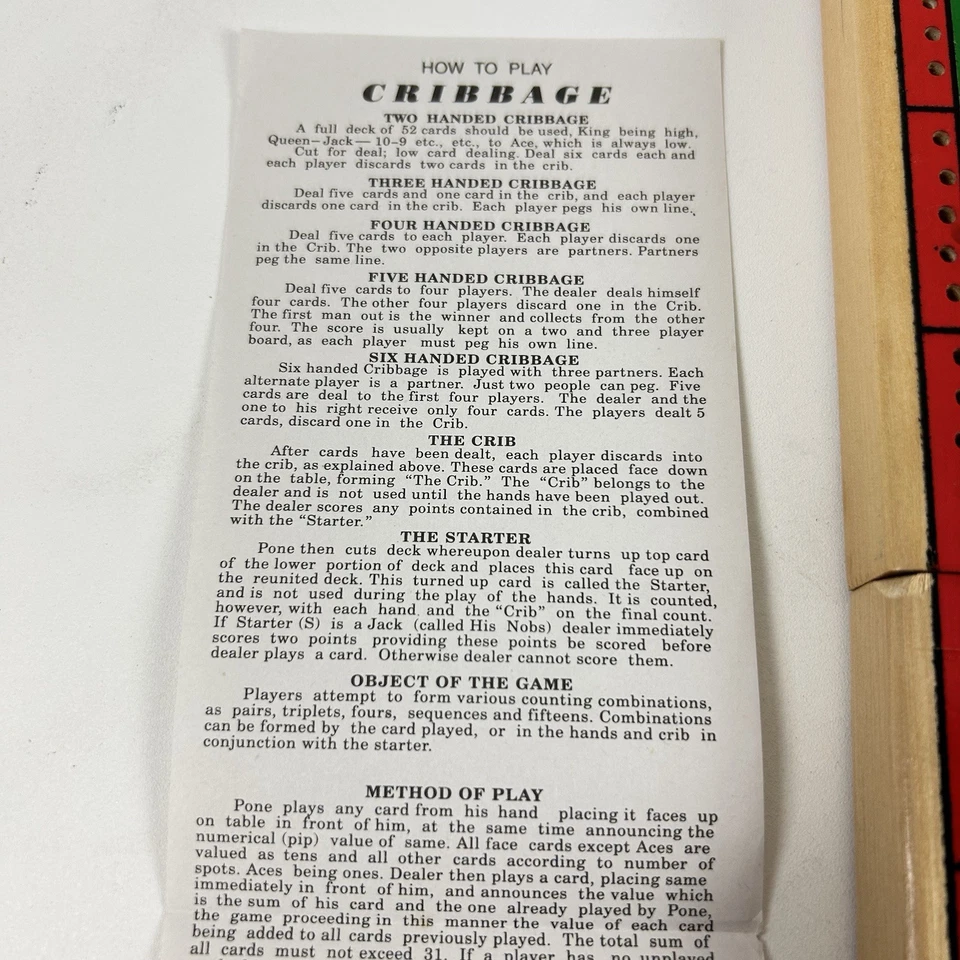 HOW TO PLAY
CRIBBAGE
TWO HANDED CRIBBAGE
A full deck of 52 cards should be used, King being high,
Queen—Jack— 10-9 etc., etc., to Ace, which is always low.
Cut for deal; low card dealing. Deal six cards each and
each player discards two cards in the crib.
THREE HANDED CRIBBAGE
Deal five cards and one card in the crib, and each player
discards one card in the crib. Each player pegs his own line.
FOUR HANDED CRIBBAGE
Deal five cards to each player. Each player discards one
in the Crib. The two opposite players are partners. Partners
peg the same line.
FIVE HANDED CRIBBAGE
Deal five cards to four players. The dealer deals himself
four cards. The other four players discard one in the Crib.
The first man out is the winner and collects from the other
four. The score is usually kept on a two and three player
board, as each player must peg his own line.
SIX HANDED CRIBBAGE
Six handed Cribbage is played with three partners. Each
alternate player is a partner. Just two people can peg. Five
cards are deal to the first four players. The dealer and the
one to his right receive only four cards. The players dealt 5
cards, discard one in the Crib.
THE CRIB
After cards have been dealt, each player discards into
the crib, as explained above. These cards are placed face down
on the table, forming "The Crib." The "Crib" belongs to the
dealer and is not used until the hands have been played out.
The dealer scores any points contained in the crib, combined
with the "Starter."
THE STARTER
Pone then cuts deck whereupon dealer turns up top card
of the lower portion of deck and places this card face up on
the reunited deck. This turned up card is called the Starter,
and is not used during the play of the hands. It is counted,
however, with each hand and the "Crib" on the final count.
If Starter (S) is a Jack (called His Nobs) dealer immediately
scores two points providing these points be scored before
dealer plays a card. Otherwise dealer cannot score them.
OBJECT OF THE GAME
Players attempt to form various counting combinations,
as pairs, triplets, fours, sequences and fifteens. Combinations
can be formed by the card played, or in the hands and crib in
conjunction with the starter.
METHOD OF PLAY
Pone plays any card from his hand placing it faces up
on table in front of him, at the same time announcing the
numerical (pip) value of same. All face cards except Aces are
valued as tens and all other cards according to number of
spots. Aces being ones. Dealer then plays a card, placing same
immediately in front of him, and announces the value which
is the sum of his card and the one already played by Pone,
the game proceeding in this manner the value of each card
being added to all cards previously played. The total sum of
all cards must not exceed 31. If a player has no unplayed